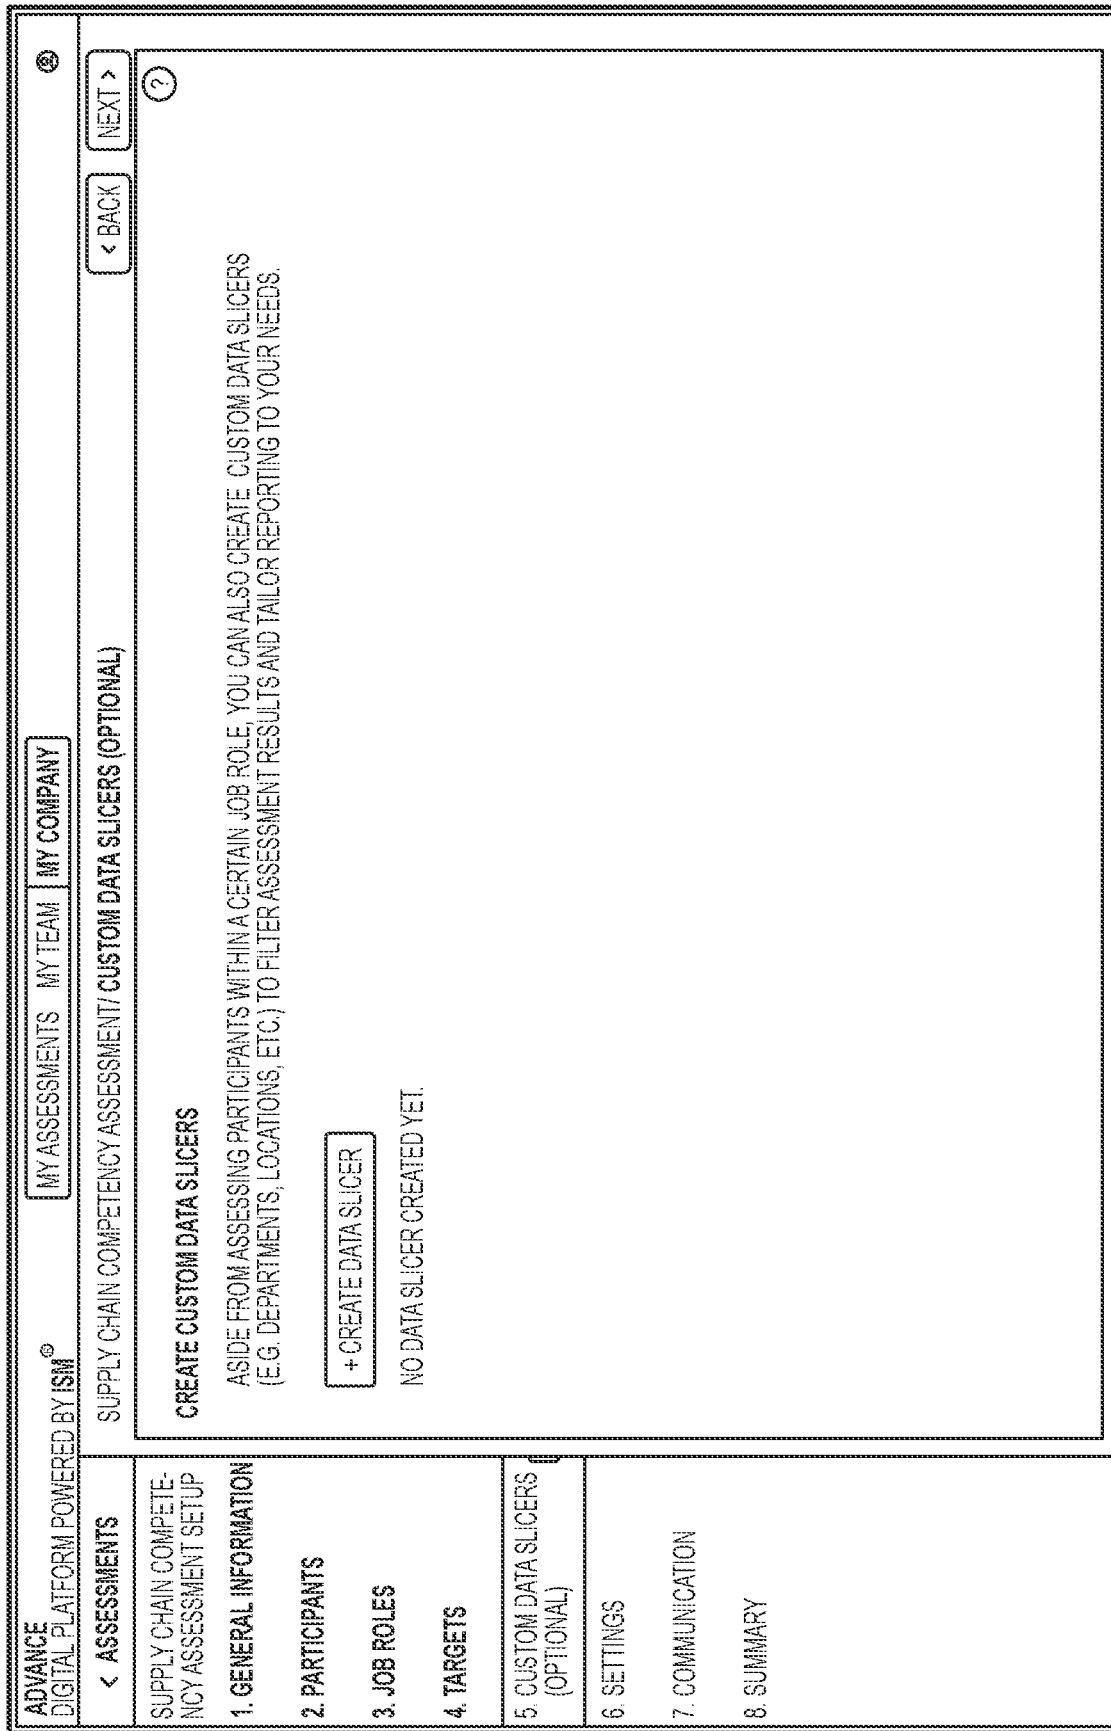 ADVANCE
DIGITAL PLATFORM POWERED BY ISM®
MY ASSESSMENTS MY TEAM MY COMPANY
< ASSESSMENTS
SUPPLY CHAIN COMPETENCY ASSESSMENT/ CUSTOM DATA SLICERS (OPTIONAL)
< BACK NEXT >
SUPPLY CHAIN COMPETE-
NCY ASSESSMENT SETUP
1. GENERAL INFORMATION
2. PARTICIPANTS
3. JOB ROLES
4. TARGETS
5. CUSTOM DATA SLICERS
(OPTIONAL)
6. SETTINGS
7. COMMUNICATION
8. SUMMARY
?
CREATE CUSTOM DATA SLICERS
ASIDE FROM ASSESSING PARTICIPANTS WITHIN A CERTAIN JOB ROLE, YOU CAN ALSO CREATE CUSTOM DATA SLICERS
(E.G. DEPARTMENTS, LOCATIONS, ETC.) TO FILTER ASSESSMENT RESULTS AND TAILOR REPORTING TO YOUR NEEDS.
+ CREATE DATA SLICER
NO DATA SLICER CREATED YET.